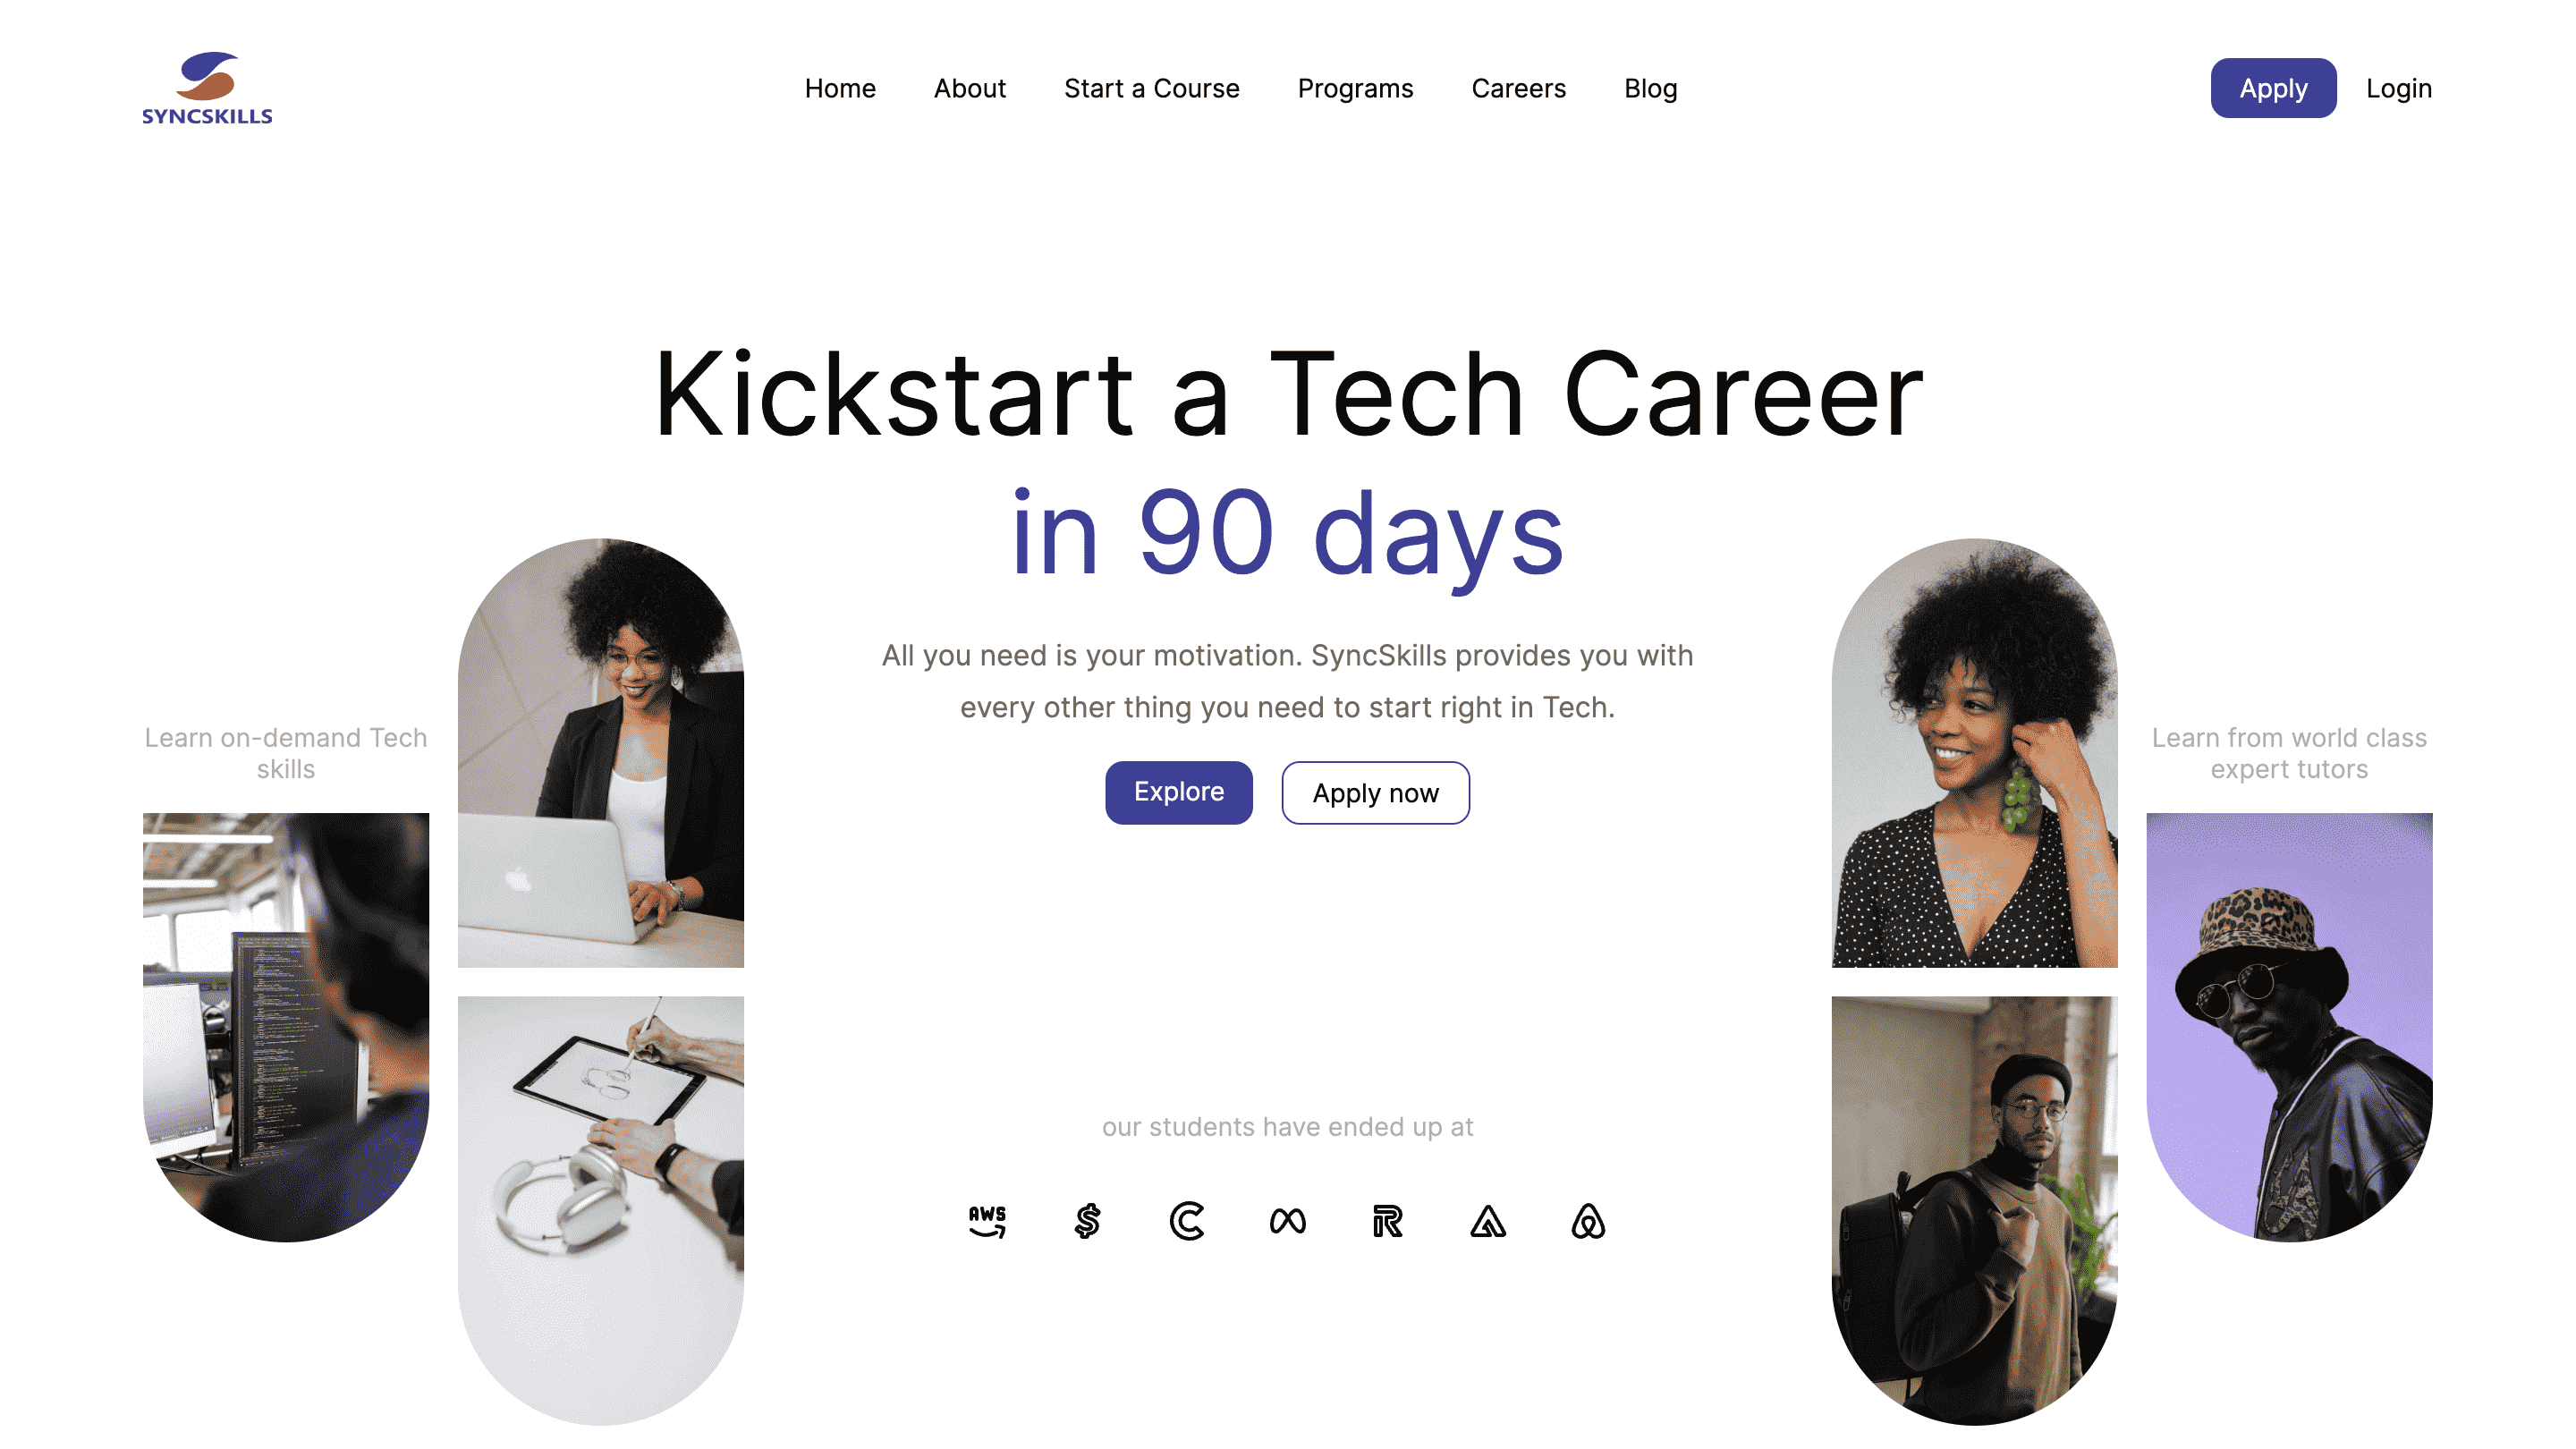 SYNCSKILLS
Home
About
Start a Course
Programs
Careers
Blog
Apply
Login
Kickstart a Tech Career
in 90 days
All you need is your motivation. SyncSkills provides you with
every other thing you need to start right in Tech.
Explore
Apply now
Learn on-demand Tech
skills
Learn from world class
expert tutors
our students have ended up at
AWS